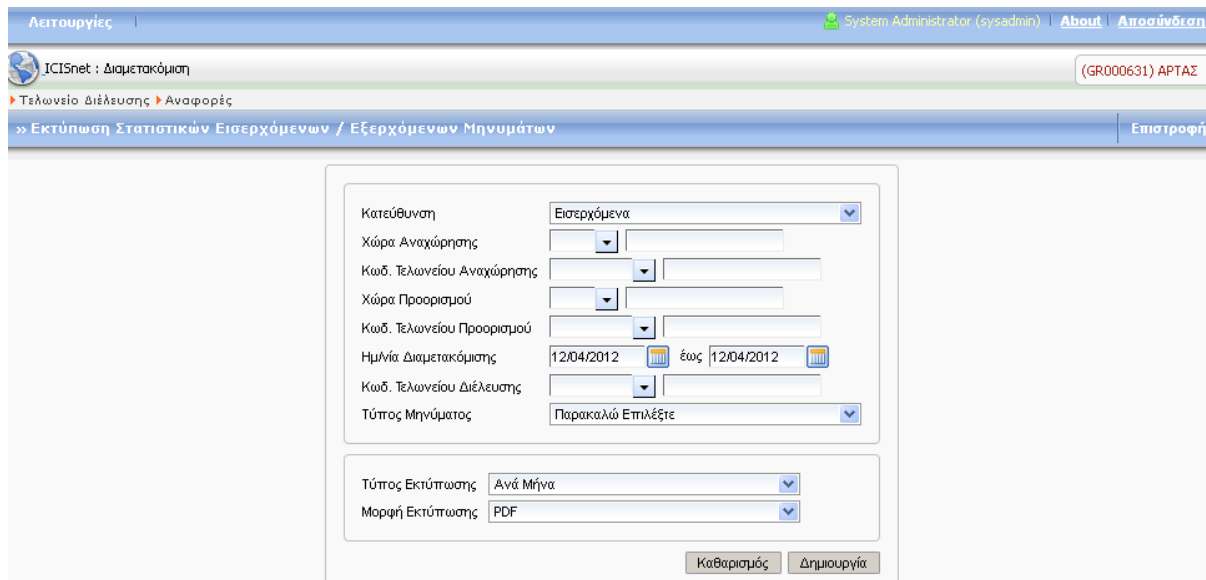 Λειτουργίες System Administrator (sysadmin) About Αποσύνδεση
ICISnet : Διαμετακόμιση (GR000631) ΑΡΤΑΣ
Τελωνείο Διέλευσης Αναφορές
» Εκτύπωση Στατιστικών Εισερχόμενων / Εξερχόμενων Μηνυμάτων Επιστροφή
Κατεύθυνση Εισερχόμενα
Χώρα Αναχώρησης
Κωδ. Τελωνείου Αναχώρησης
Χώρα Προορισμού
Κωδ. Τελωνείου Προορισμού
Ημ/νία Διαμετακόμισης 12/04/2012 έως 12/04/2012
Κωδ. Τελωνείου Διέλευσης
Τύπος Μηνύματος Παρακαλώ Επιλέξτε
Τύπος Εκτύπωσης Ανά Μήνα
Μορφή Εκτύπωσης PDF
Καθαρισμός Δημιουργία